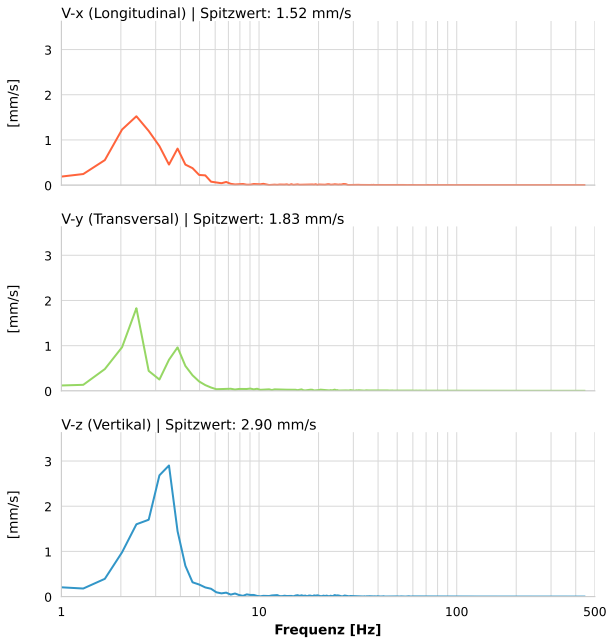 V-x (Longitudinal) | Spitzwert: 1.52 mm/s
3
2
[mm/s]
1
0
V-y (Transversal) | Spitzwert: 1.83 mm/s
3
2
[mm/s]
1
0
V-z (Vertikal) | Spitzwert: 2.90 mm/s
3
2
[mm/s]
1
0
1 10 100 500
Frequenz [Hz]